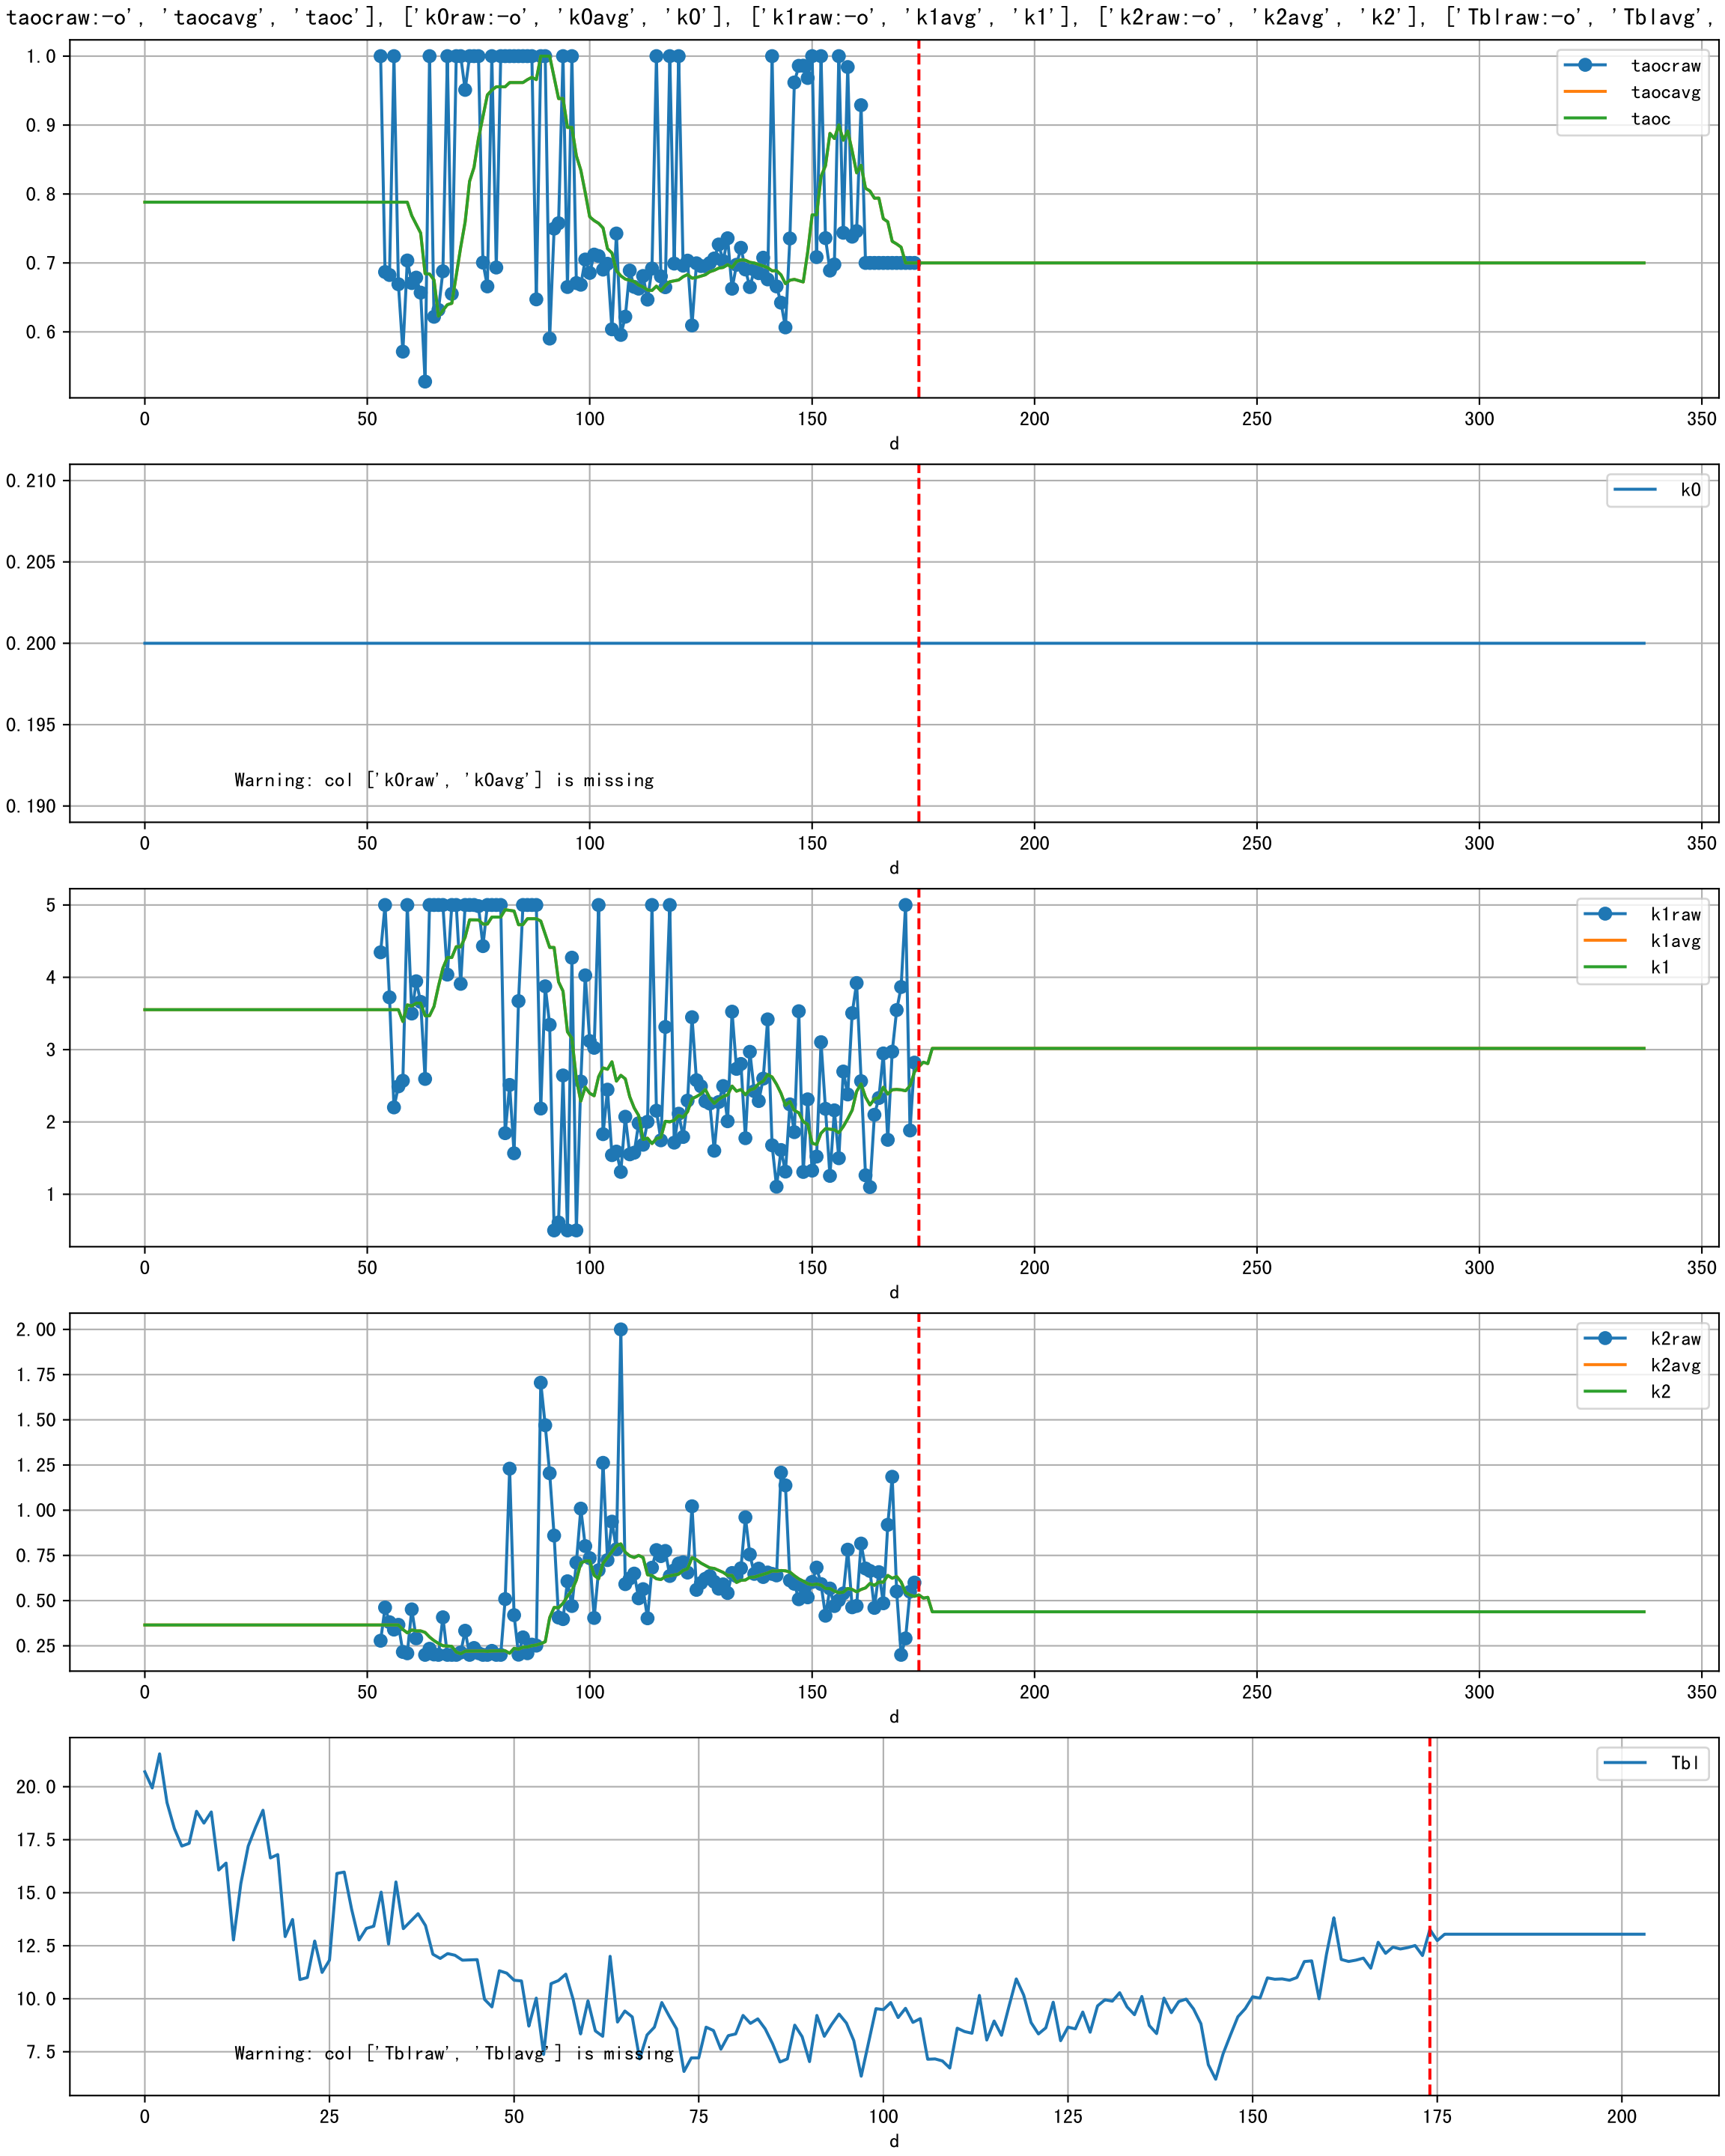 taocraw:-o', 'taocavg', 'taoc'], ['k0raw:-o', 'k0avg', 'k0'], ['k1raw:-o', 'k1avg', 'k1'], ['k2raw:-o', 'k2avg', 'k2'], ['Tblraw:-o', 'Tblavg',
1.0
0.9
0.8
0.7
0.6
taocraw
taocavg
taoc
0 50 100 150 200 250 300 350
d
0.210
0.205
0.200
0.195
0.190
k0
Warning: col ['k0raw', 'k0avg'] is missing
0 50 100 150 200 250 300 350
d
5
4
3
2
1
k1raw
k1avg
k1
0 50 100 150 200 250 300 350
d
2.00
1.75
1.50
1.25
1.00
0.75
0.50
0.25
k2raw
k2avg
k2
0 50 100 150 200 250 300 350
d
20.0
17.5
15.0
12.5
10.0
7.5
Tbl
Warning: col ['Tblraw', 'Tblavg'] is missing
0 25 50 75 100 125 150 175 200
d